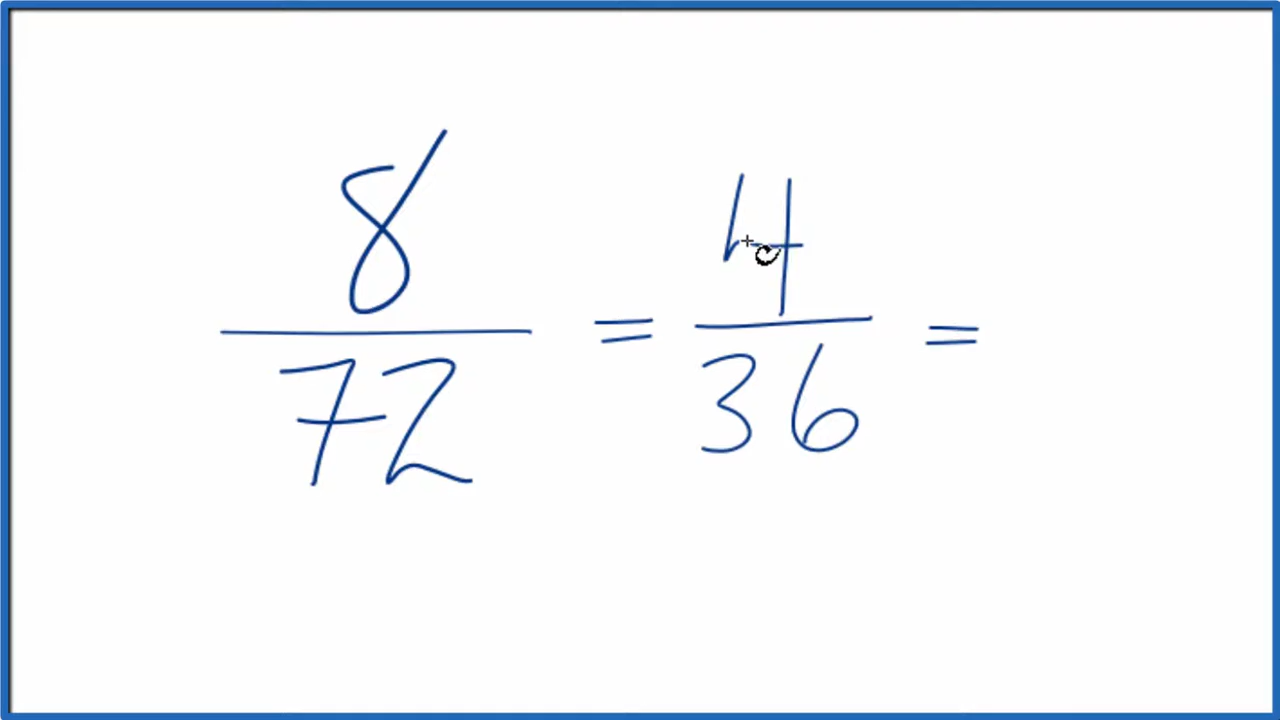 8/72 = 4/36 =